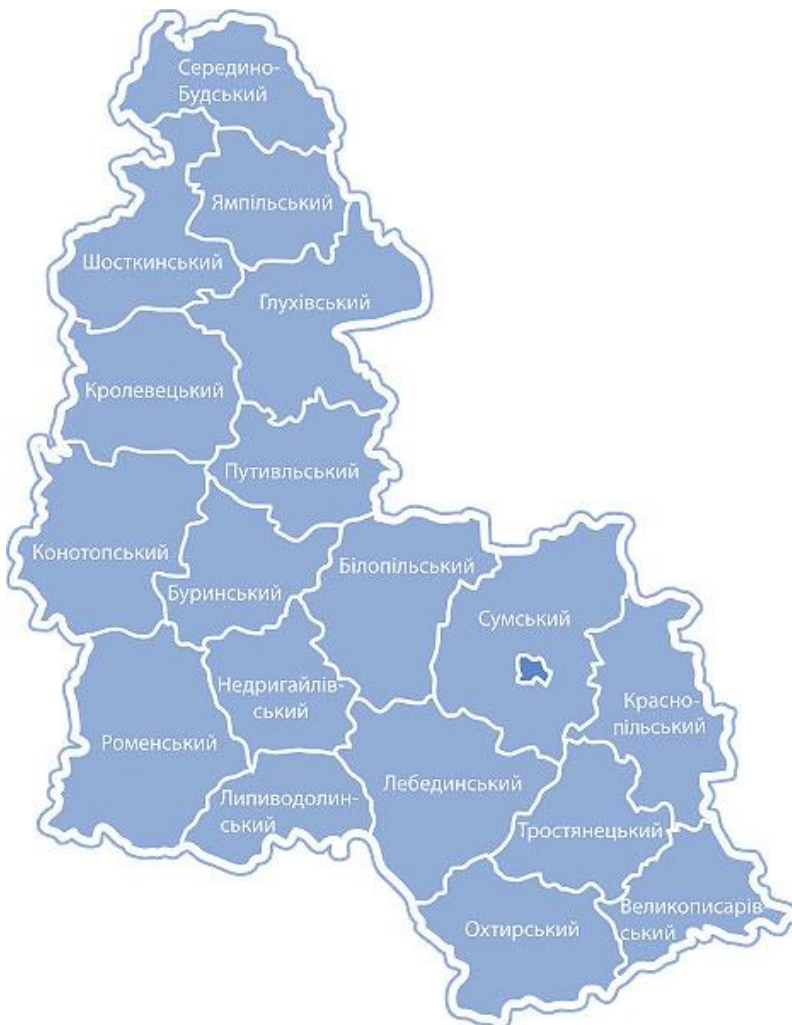 Середино-
Будський
Ямпільський
Шосткинський
Глухівський
Кролевецький
Путивльський
Конотопський
Білопільський
Буринський
Сумський
Недригайлів-
ський
Красно-
пільський
Роменський
Лебединський
Липиводолин-
ський
Тростянецький
Великописарів-
ський
Охтирський